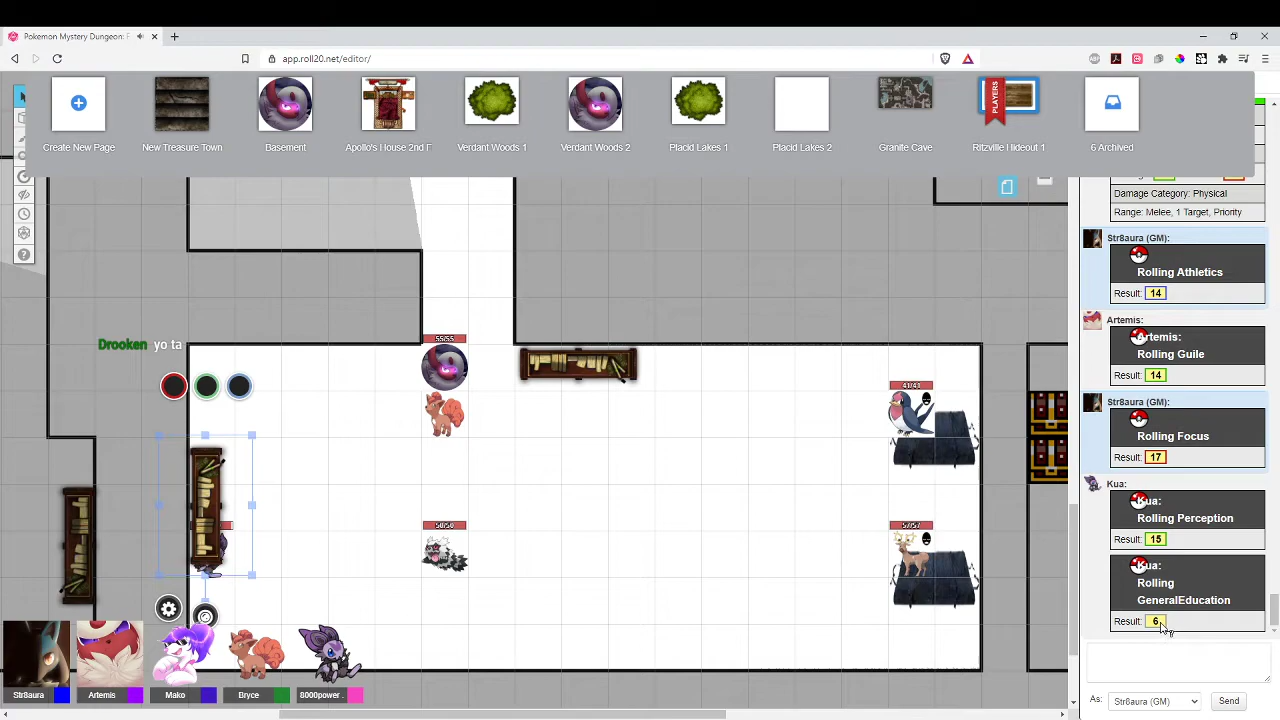 Pokemon Mystery Dungeon: F
app.roll20.net/editor/
Create New Page
New Treasure Town
Basement
Apollo's House 2nd F
Verdant Woods 1
Verdant Woods 2
Placid Lakes 1
Placid Lakes 2
Granite Cave
PLAYERS
Ritzville Hideout 1
6 Archived
Damage Category: Physical
Range: Melee, 1 Target, Priority
Str8aura (GM):
Rolling Athletics
Result: 14
Artemis:
Artemis:
Rolling Guile
Result: 14
Str8aura (GM):
Rolling Focus
Result: 17
Kua:
Kua:
Rolling Perception
Result: 15
Kua:
Rolling
GeneralEducation
Result: 6
As: Str8aura (GM)
Send
55/55
Drooken yo ta
41/41
50/50
57/57
Str8aura
Artemis
Mako
Bryce
8000power .